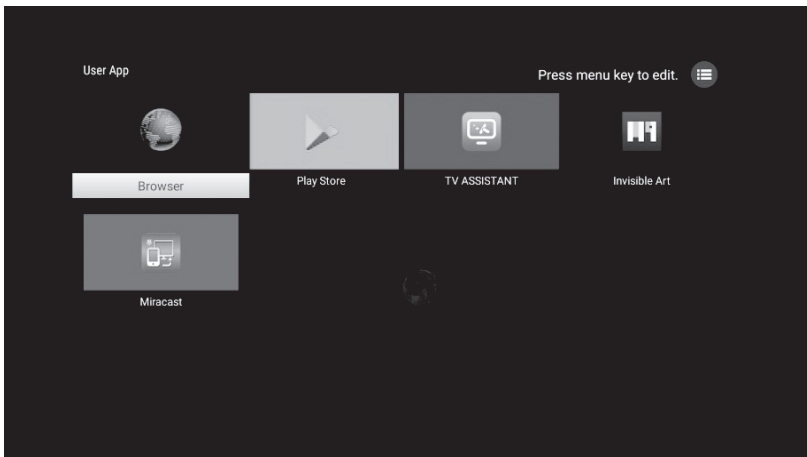 User App
Press menu key to edit.
Browser
Play Store
TV ASSISTANT
Invisible Art
Miracast